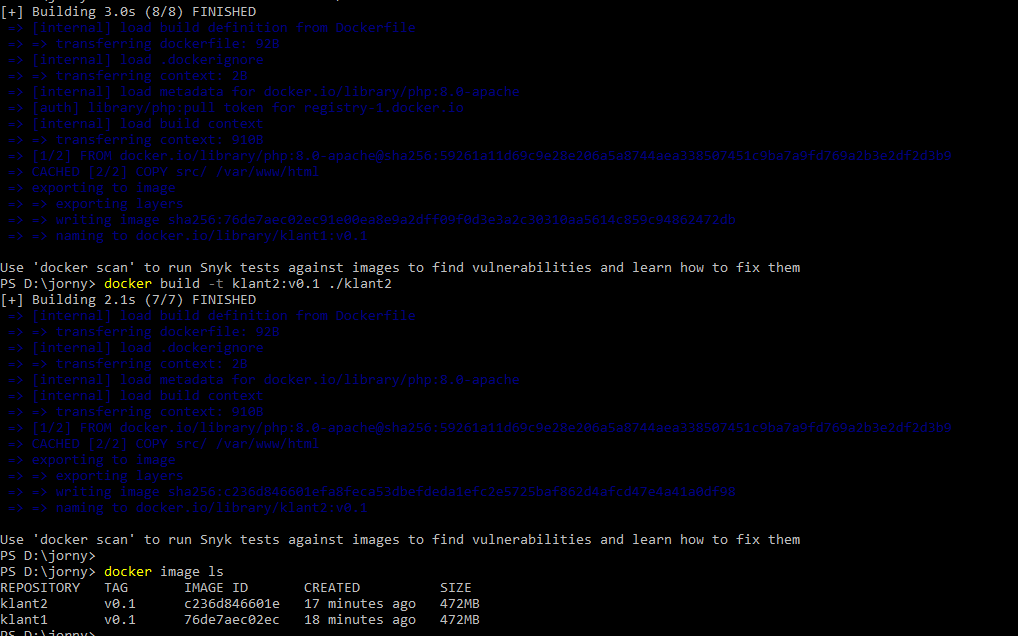 [+] Building 3.0s (8/8) FINISHED
=> [internal] load build definition from Dockerfile
=> => transferring dockerfile: 92B
=> [internal] load .dockerignore
=> => transferring context: 2B
=> [internal] load metadata for docker.io/library/php:8.0-apache
=> [auth] library/php:pull token for registry-1.docker.io
=> [internal] load build context
=> => transferring context: 910B
=> [1/2] FROM docker.io/library/php:8.0-apache@sha256:59261a11d69c9e28e206a5a8744aea338507451c9be7a9fd769a2b3e2df2d3b9
=> CACHED [2/2] COPY src/ /var/www/html
=> exporting to image
=> => exporting layers
=> => writing image sha256:76de7aec02ec91e00ea8e9a2dff09f0d3e3a2c30310aa5614c859c94862472db
=> => naming to docker.io/library/klant1:v0.1
Use 'docker scan' to run Snyk tests against images to find vulnerabilities and learn how to fix them
PS D:\jorny> docker build -t klant2:v0.1 ./klant2
[+] Building 2.1s (7/7) FINISHED
=> [internal] load build definition from Dockerfile
=> => transferring dockerfile: 92B
=> [internal] load .dockerignore
=> => transferring context: 2B
=> [internal] load metadata for docker.io/library/php:8.0-apache
=> [internal] load build context
=> => transferring context: 910B
=> [1/2] FROM docker.io/library/php:8.0-apache@sha256:59261a11d69c9e28e206a5a8744aea338507451c9be7a9fd769a2b3e2df2d3b9
=> CACHED [2/2] COPY src/ /var/www/html
=> exporting to image
=> => exporting layers
=> => writing image sha256:c236d846601efa8feca53dbefdeda1efc2e5725baf862d4afcd47e4a41a0df98
=> => naming to docker.io/library/klant2:v0.1
Use 'docker scan' to run Snyk tests against images to find vulnerabilities and learn how to fix them
PS D:\jorny>
PS D:\jorny> docker image ls
REPOSITORY TAG IMAGE ID CREATED SIZE
klant2 v0.1 c236d846601e 17 minutes ago 472MB
klant1 v0.1 76de7aec02ec 18 minutes ago 472MB
PS D:\jorny>